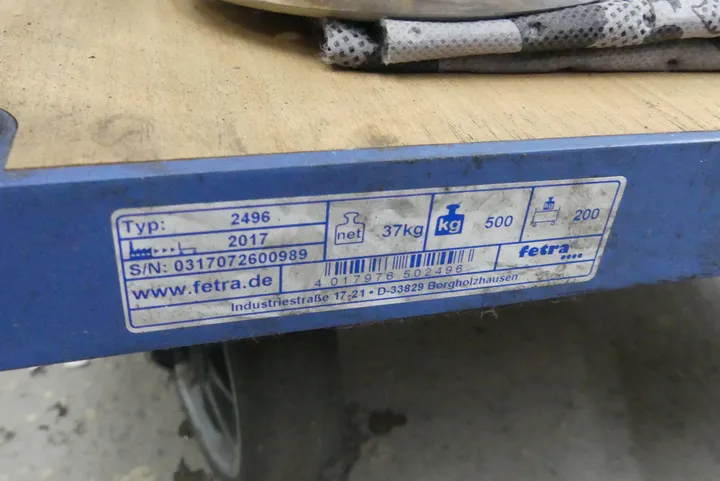 Typ: 2496
2017
S/N: 0317072600989
www.fetra.de
net 37kg
kg 500
200
fetra
4 017976 502496
Industriestraße 17-21 • D-33829 Borgholzhausen